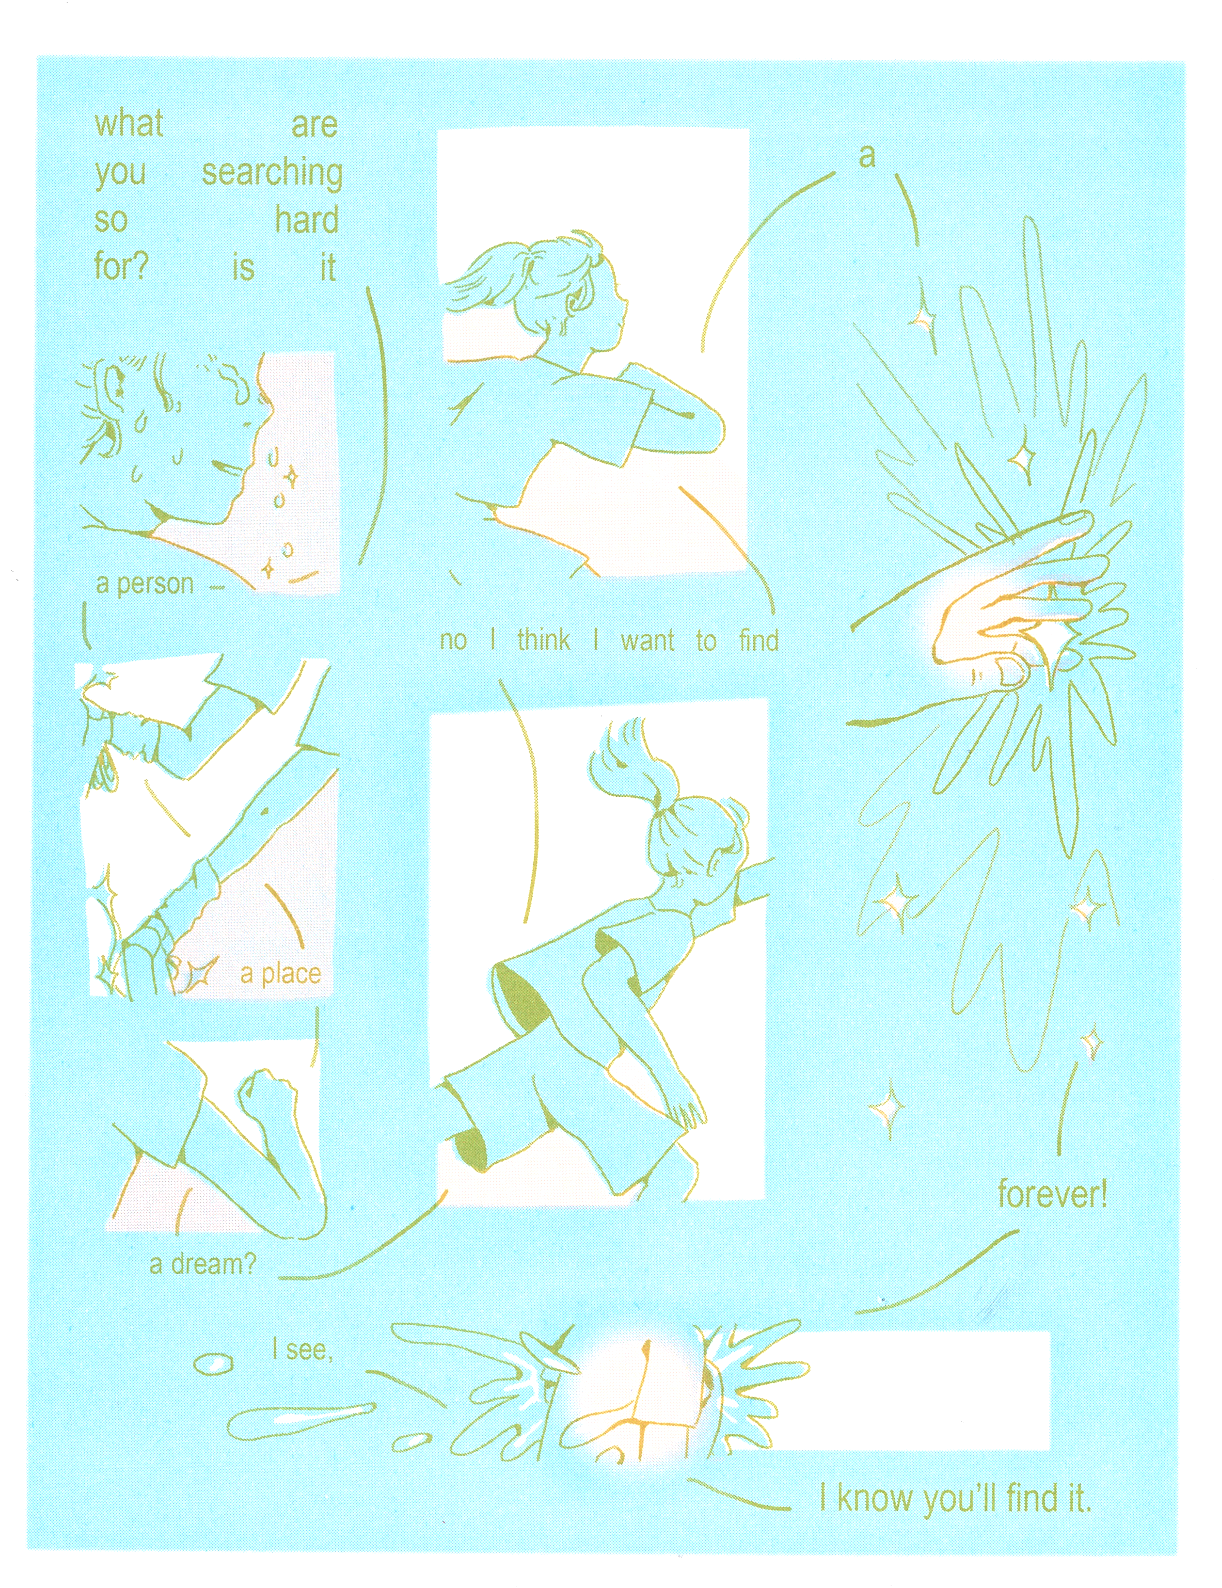 what are
you searching
so hard
for? is it
a person –
a place
a dream?
no I think I want to find
a
forever!
I see,
I know you'll find it.